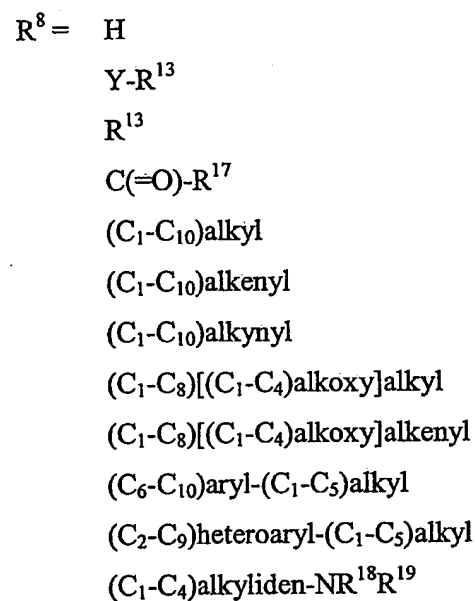 R⁸ = H
Y-R¹³
R¹³
C(=O)-R¹⁷
(C₁-C₁₀)alkyl
(C₁-C₁₀)alkenyl
(C₁-C₁₀)alkynyl
(C₁-C₈)[(C₁-C₄)alkoxy]alkyl
(C₁-C₈)[(C₁-C₄)alkoxy]alkenyl
(C₆-C₁₀)aryl-(C₁-C₅)alkyl
(C₂-C₉)heteroaryl-(C₁-C₅)alkyl
(C₁-C₄)alkyliden-NR¹⁸R¹⁹